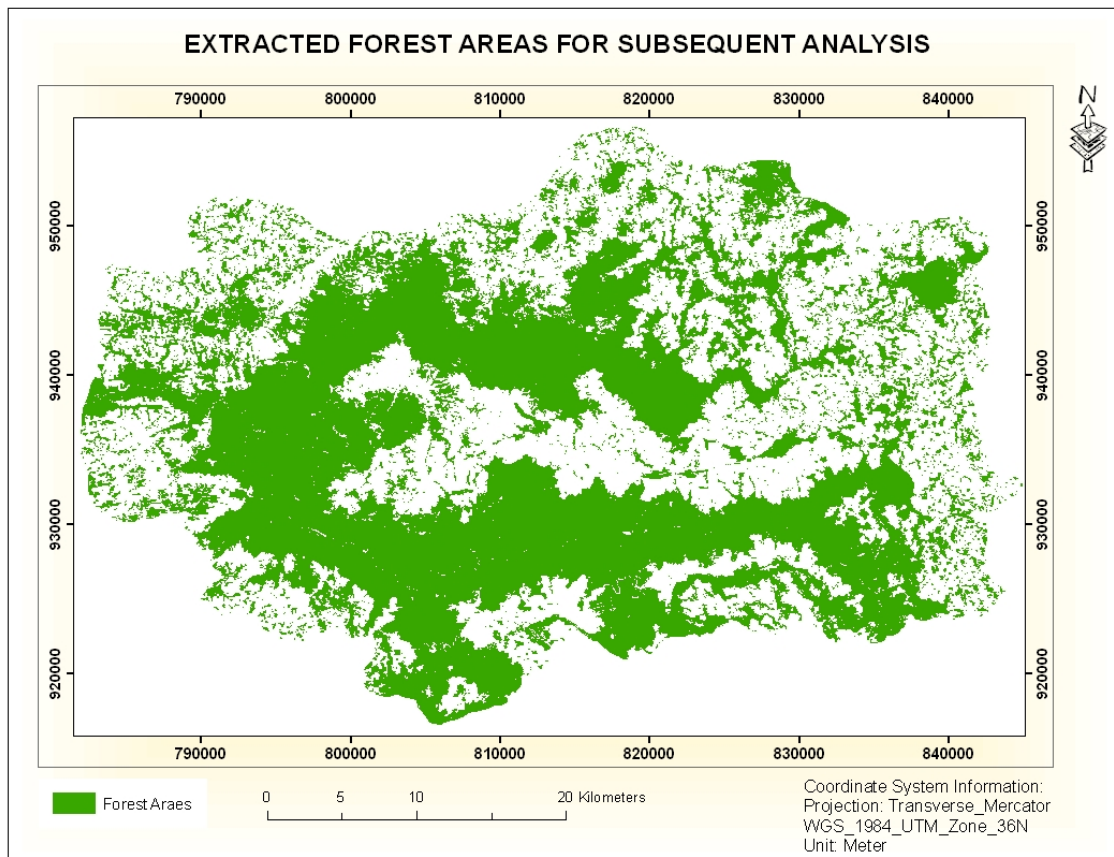 EXTRACTED FOREST AREAS FOR SUBSEQUENT ANALYSIS
N
790000 800000 810000 820000 830000 840000
950000 950000
940000 940000
930000 930000
920000 920000
790000 800000 810000 820000 830000 840000
Forest Araes
0 5 10 20 Kilometers
Coordinate System Information:
Projection: Transverse_Mercator
WGS_1984_UTM_Zone_36N
Unit: Meter